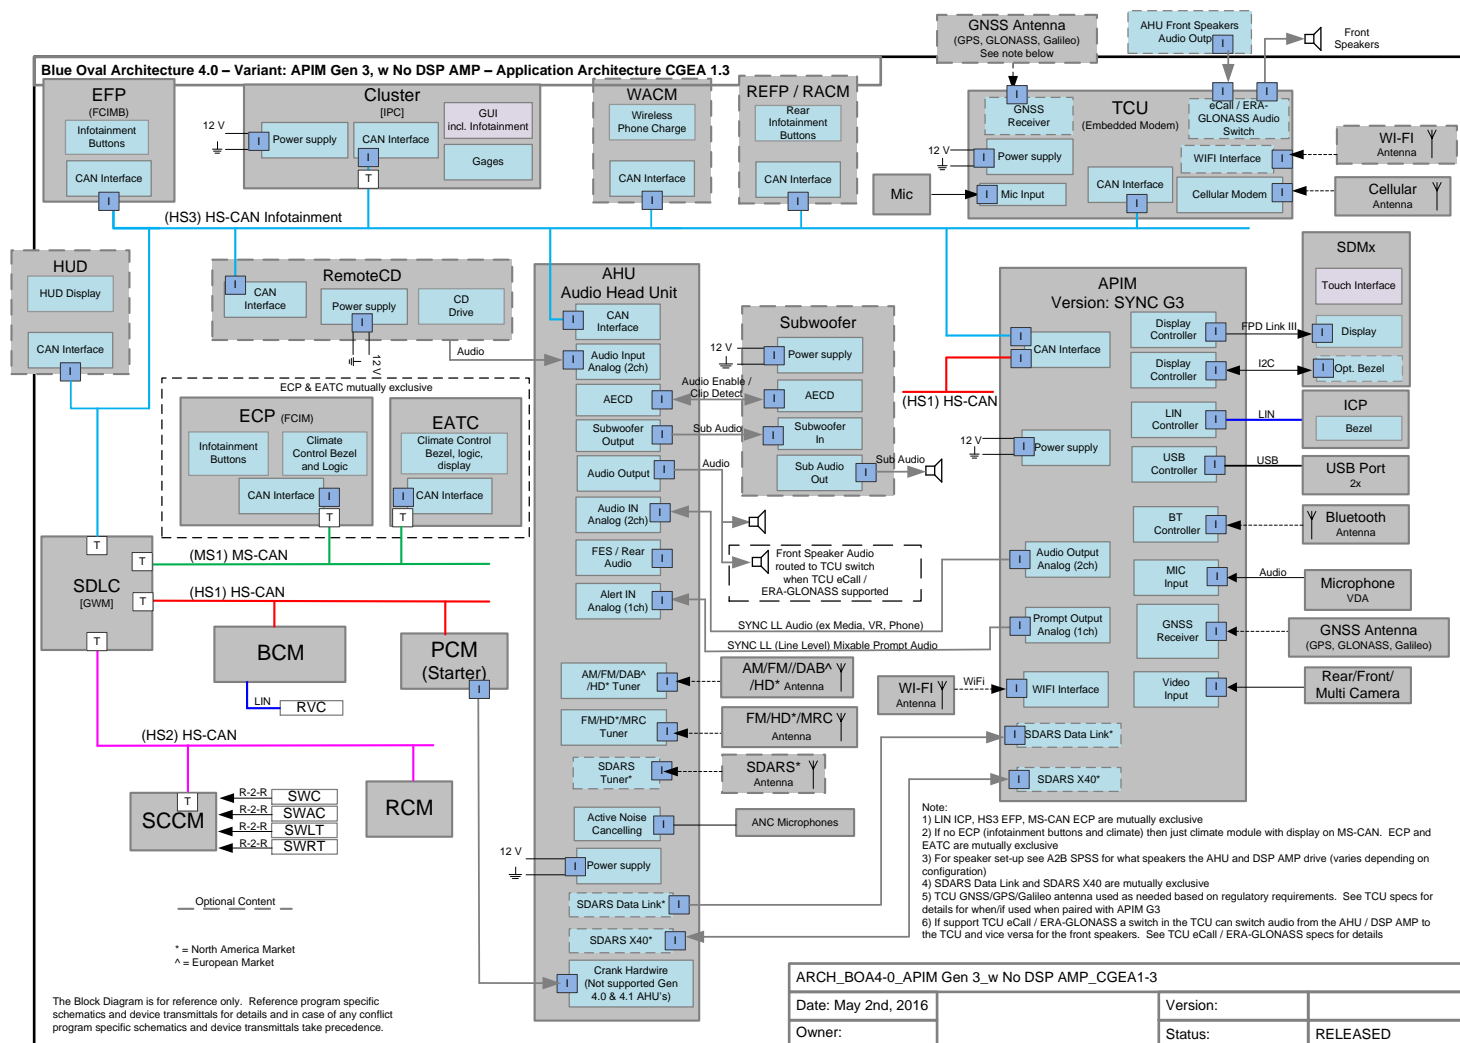 Blue Oval Architecture 4.0 – Variant: APIM Gen 3, w No DSP AMP – Application Architecture CGEA 1.3
GNSS Antenna
(GPS, GLONASS, Galileo)
See note below
AHU Front Speakers
Audio Outp
I
Front
Speakers
EFP
(FCIMB)
Infotainment
Buttons
CAN Interface
I
Cluster
[IPC]
12 V
I
Power supply
CAN Interface
I
T
GUI
incl. Infotainment
Gages
WACM
Wireless
Phone Charge
CAN Interface
I
REFP / RACM
Rear
Infotainment
Buttons
CAN Interface
I
TCU
(Embedded Modem)
I
GNSS
Receiver
I
I
eCall / ERA-
GLONASS Audio
Switch
12 V
I
Power supply
WIFI Interface
I
CAN Interface
I
I
Mic Input
Cellular Modem
I
Mic
WI-FI
Antenna
Cellular
Antenna
(HS3) HS-CAN Infotainment
HUD
HUD Display
CAN Interface
I
RemoteCD
I
CAN
Interface
Power supply
I
12 V
CD
Drive
Audio
AHU
Audio Head Unit
I
CAN
Interface
I
Audio Input
Analog (2ch)
AECD
I
Subwoofer
Output
I
Audio Output
I
Audio IN
Analog (2ch)
I
FES / Rear
Audio
I
Alert IN
Analog (1ch)
I
AM/FM/DAB^
/HD* Tuner
I
FM/HD*/MRC
Tuner
I
SDARS
Tuner*
I
Active Noise
Cancelling
I
12 V
I
Power supply
SDARS Data Link*
I
SDARS X40*
I
I
Crank Hardwire
(Not supported Gen
4.0 & 4.1 AHU's)
Audio Enable /
Clip Detect
Sub Audio
Audio
Subwoofer
12 V
I
Power supply
I
AECD
I
Subwoofer
In
Sub Audio
Out
I
Sub Audio
Front Speaker Audio
routed to TCU switch
when TCU eCall /
ERA-GLONASS supported
SYNC LL Audio (ex Media, VR, Phone)
SYNC LL (Line Level) Mixable Prompt Audio
AM/FM//DAB^
/HD* Antenna
FM/HD*/MRC
Antenna
SDARS*
Antenna
ANC Microphones
APIM
Version: SYNC G3
I
I
CAN Interface
(HS1) HS-CAN
12 V
I
Power supply
I
Audio Output
Analog (2ch)
I
Prompt Output
Analog (1ch)
WI-FI
Antenna
WiFi
I
WIFI Interface
I
SDARS Data Link*
I
SDARS X40*
Display
Controller
I
Display
Controller
I
LIN
Controller
I
USB
Controller
I
BT
Controller
I
MIC
Input
I
GNSS
Receiver
I
Video
Input
I
FPD Link III
I2C
LIN
USB
Audio
SDMx
Touch Interface
I
Display
I
Opt. Bezel
ICP
Bezel
USB Port
2x
Bluetooth
Antenna
Microphone
VDA
GNSS Antenna
(GPS, GLONASS, Galileo)
Rear/Front/
Multi Camera
ECP & EATC mutually exclusive
ECP (FCIM)
Infotainment
Buttons
Climate
Control Bezel
and Logic
CAN Interface
I
T
EATC
Climate Control
Bezel, logic,
display
I
CAN Interface
T
SDLC
[GWM]
T
T
T
T
(MS1) MS-CAN
(HS1) HS-CAN
BCM
PCM
(Starter)
I
LIN
RVC
(HS2) HS-CAN
SCCM
T
R-2-R
SWC
R-2-R
SWAC
R-2-R
SWLT
R-2-R
SWRT
RCM
Optional Content
* = North America Market
^ = European Market
The Block Diagram is for reference only. Reference program specific
schematics and device transmittals for details and in case of any conflict
program specific schematics and device transmittals take precedence.
Note:
1) LIN ICP, HS3 EFP, MS-CAN ECP are mutually exclusive
2) If no ECP (infotainment buttons and climate) then just climate module with display on MS-CAN. ECP and
EATC are mutually exclusive
3) For speaker set-up see A2B SPSS for what speakers the AHU and DSP AMP drive (varies depending on
configuration)
4) SDARS Data Link and SDARS X40 are mutually exclusive
5) TCU GNSS/GPS/Galileo antenna used as needed based on regulatory requirements. See TCU specs for
details for when/if used when paired with APIM G3
6) If support TCU eCall / ERA-GLONASS a switch in the TCU can switch audio from the AHU / DSP AMP to
the TCU and vice versa for the front speakers. See TCU eCall / ERA-GLONASS specs for details
ARCH_BOA4-0_APIM Gen 3_w No DSP AMP_CGEA1-3
Date: May 2nd, 2016
Version:
Owner:
Status:
RELEASED